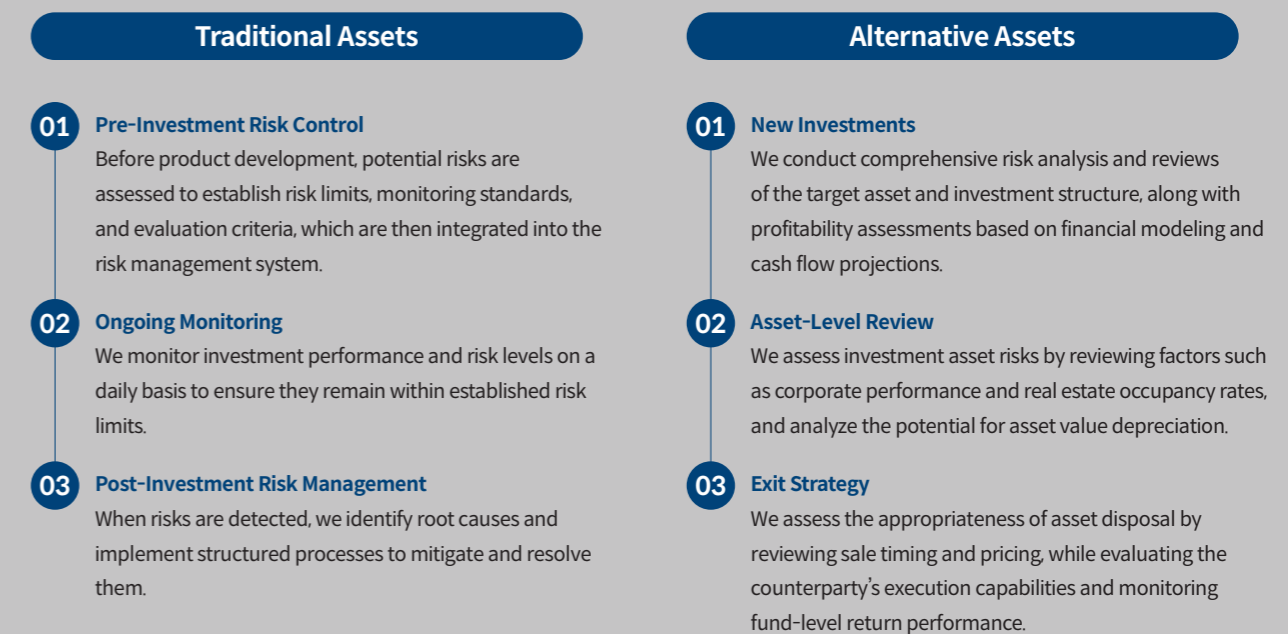 Traditional Assets
01 Pre-Investment Risk Control
Before product development, potential risks are
assessed to establish risk limits, monitoring standards,
and evaluation criteria, which are then integrated into the
risk management system.
02 Ongoing Monitoring
We monitor investment performance and risk levels on a
daily basis to ensure they remain within established risk
limits.
03 Post-Investment Risk Management
When risks are detected, we identify root causes and
implement structured processes to mitigate and resolve
them.
Alternative Assets
01 New Investments
We conduct comprehensive risk analysis and reviews
of the target asset and investment structure, along with
profitability assessments based on financial modeling and
cash flow projections.
02 Asset-Level Review
We assess investment asset risks by reviewing factors such
as corporate performance and real estate occupancy rates,
and analyze the potential for asset value depreciation.
03 Exit Strategy
We assess the appropriateness of asset disposal by
reviewing sale timing and pricing, while evaluating the
counterparty’s execution capabilities and monitoring
fund-level return performance.